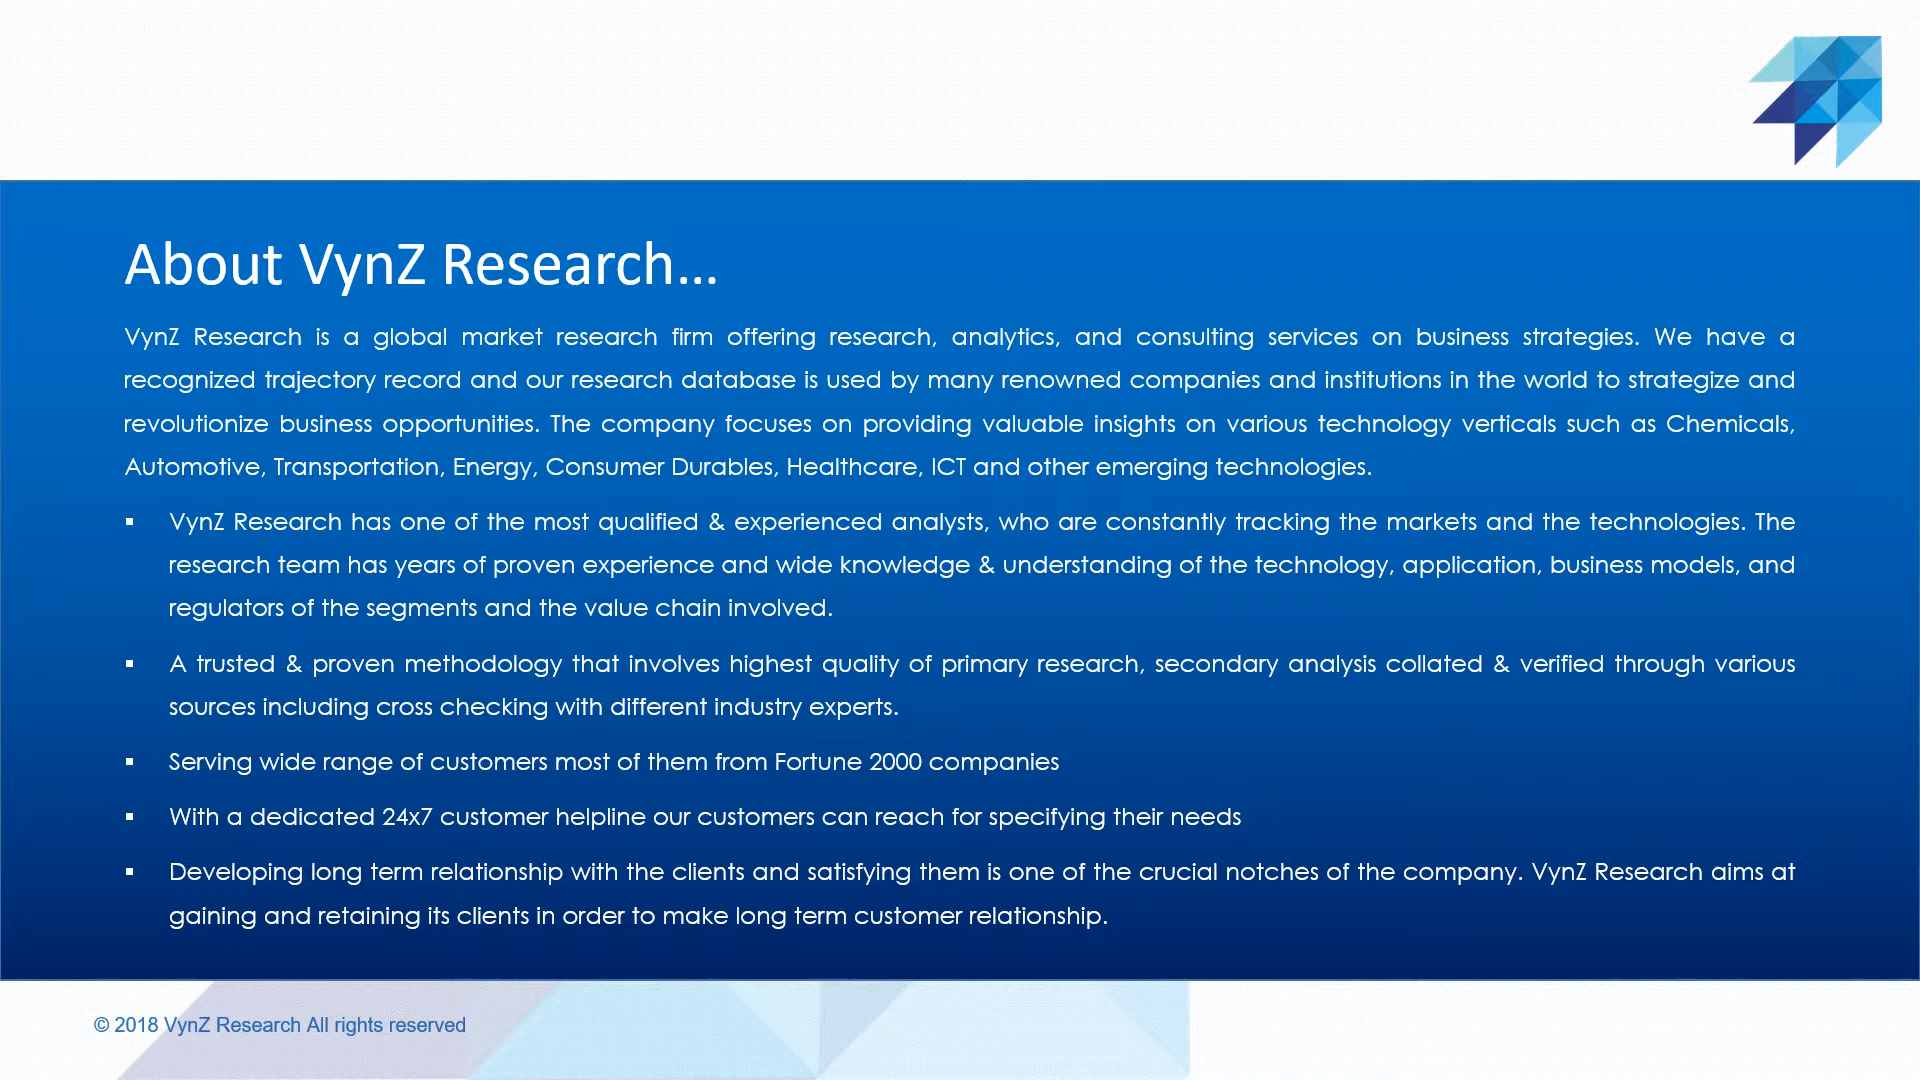 About VynZ Research...
VynZ Research is a global market research firm offering research, analytics, and consulting services on business strategies. We have a
recognized trajectory record and our research database is used by many renowned companies and institutions in the world to strategize and
revolutionize business opportunities. The company focuses on providing valuable insights on various technology verticals such as Chemicals,
Automotive, Transportation, Energy, Consumer Durables, Healthcare, ICT and other emerging technologies.
▪ VynZ Research has one of the most qualified & experienced analysts, who are constantly tracking the markets and the technologies. The
research team has years of proven experience and wide knowledge & understanding of the technology, application, business models, and
regulators of the segments and the value chain involved.
▪ A trusted & proven methodology that involves highest quality of primary research, secondary analysis collated & verified through various
sources including cross checking with different industry experts.
▪ Serving wide range of customers most of them from Fortune 2000 companies
▪ With a dedicated 24x7 customer helpline our customers can reach for specifying their needs
▪ Developing long term relationship with the clients and satisfying them is one of the crucial notches of the company. VynZ Research aims at
gaining and retaining its clients in order to make long term customer relationship.
© 2018 VynZ Research All rights reserved